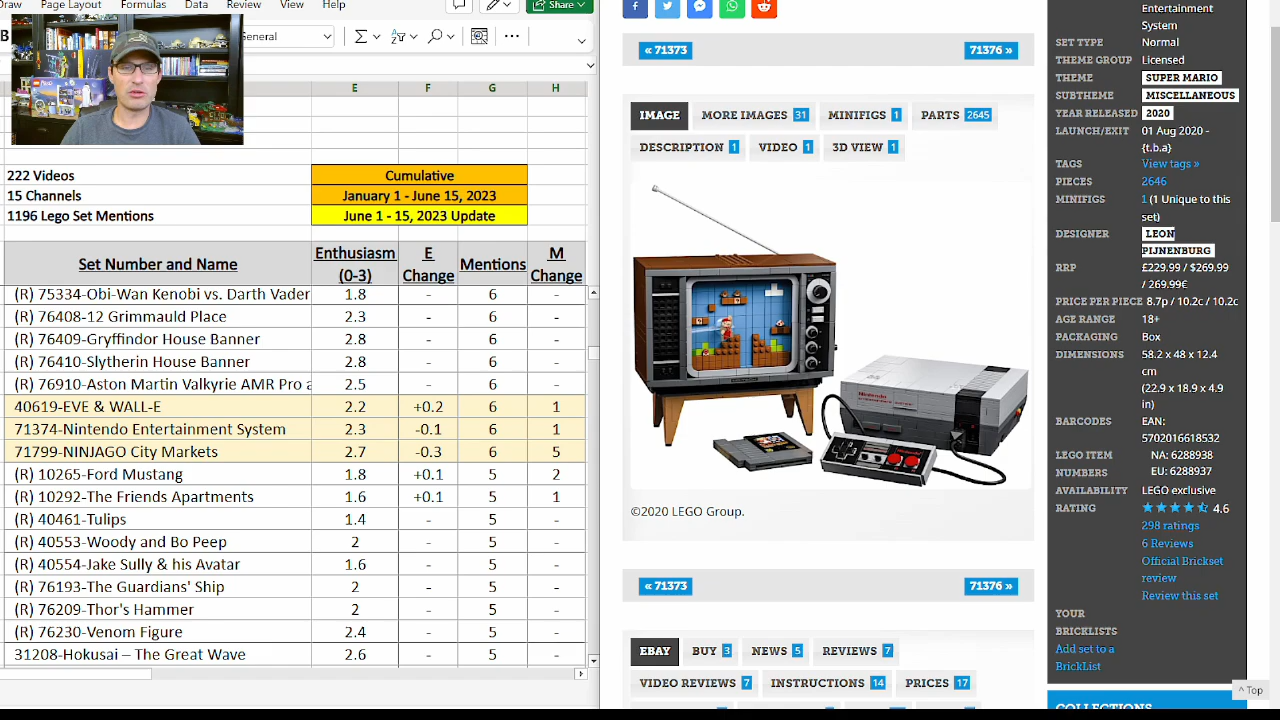 Draw
Page Layout
Formulas
Data
Review
View
Help
Share
B
General
E
F
G
H
222 Videos
Cumulative
15 Channels
January 1 - June 15, 2023
1196 Lego Set Mentions
June 1 - 15, 2023 Update
Set Number and Name
Enthusiasm (0-3)
E Change
Mentions
M Change
(R) 75334-Obi-Wan Kenobi vs. Darth Vader 1.8 - 6 -
(R) 76408-12 Grimmauld Place 2.3 - 6 -
(R) 76409-Gryffindor House Banner 2.8 - 6 -
(R) 76410-Slytherin House Banner 2.8 - 6 -
(R) 76910-Aston Martin Valkyrie AMR Pro a 2.5 - 6 -
40619-EVE & WALL-E 2.2 +0.2 6 1
71374-Nintendo Entertainment System 2.3 -0.1 6 1
71799-NINJAGO City Markets 2.7 -0.3 6 5
(R) 10265-Ford Mustang 1.8 +0.1 5 2
(R) 10292-The Friends Apartments 1.6 +0.1 5 1
(R) 40461-Tulips 1.4 - 5 -
(R) 40553-Woody and Bo Peep 2 - 5 -
(R) 40554-Jake Sully & his Avatar 1.6 - 5 -
(R) 76193-The Guardians' Ship 2 - 5 -
(R) 76209-Thor's Hammer 2 - 5 -
(R) 76230-Venom Figure 2.4 - 5 -
31208-Hokusai – The Great Wave 2.6 - 5 -
« 71373
71376 »
IMAGE
MORE IMAGES 31
MINIFIGS 1
PARTS 2645
DESCRIPTION 1
VIDEO 1
3D VIEW 1
©2020 LEGO Group.
« 71373
71376 »
EBAY
BUY 3
NEWS 5
REVIEWS 7
VIDEO REVIEWS 7
INSTRUCTIONS 14
PRICES 17
Entertainment
System
SET TYPE Normal
THEME GROUP Licensed
THEME SUPER MARIO
SUBTHEME MISCELLANEOUS
YEAR RELEASED 2020
LAUNCH/EXIT 01 Aug 2020 -
{t.b.a}
TAGS View tags »
PIECES 2646
MINIFIGS 1 (1 Unique to this
set)
DESIGNER LEON
PIJNENBURG
RRP £229.99 / $269.99
/ 269.99€
PRICE PER PIECE 8.7p / 10.2c / 10.2c
AGE RANGE 18+
PACKAGING Box
DIMENSIONS 58.2 x 48 x 12.4
cm
(22.9 x 18.9 x 4.9
in)
BARCODES EAN:
5702016618532
LEGO ITEM NA: 6288938
NUMBERS EU: 6288937
AVAILABILITY LEGO exclusive
RATING 4.6
298 ratings
6 Reviews
Official Brickset
review
Review this set
YOUR
BRICKLISTS
Add set to a
BrickList
^ Top
COLLECTIONS